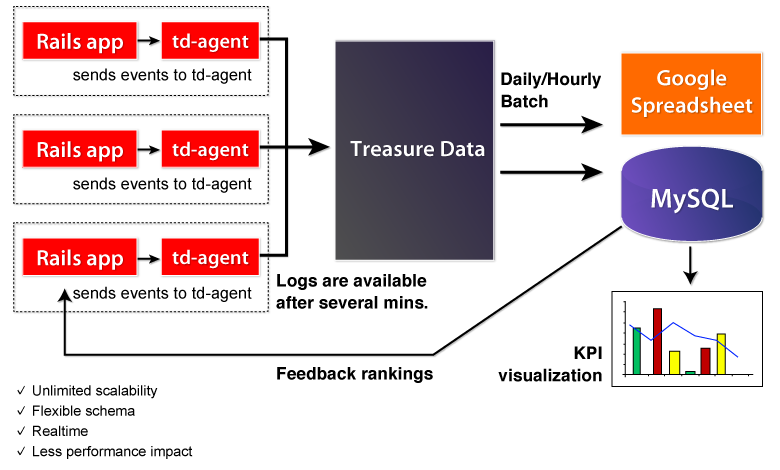 Rails app
td-agent
sends events to td-agent
Rails app
td-agent
sends events to td-agent
Rails app
td-agent
sends events to td-agent
Treasure Data
Logs are available
after several mins.
Daily/Hourly
Batch
Google
Spreadsheet
MySQL
KPI
visualization
Feedback rankings
✓ Unlimited scalability
✓ Flexible schema
✓ Realtime
✓ Less performance impact